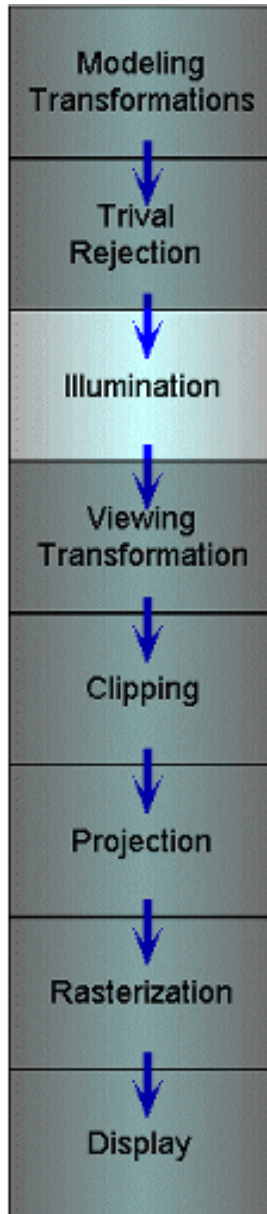 Modeling
Transformations
Trival
Rejection
Illumination
Viewing
Transformation
Clipping
Projection
Rasterization
Display